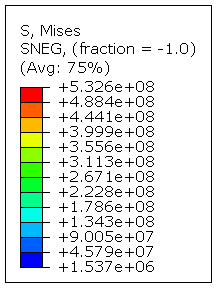 S, Mises
SNEG, (fraction = -1.0)
(Avg: 75%)
+5.326e+08
+4.884e+08
+4.441e+08
+3.999e+08
+3.556e+08
+3.113e+08
+2.671e+08
+2.228e+08
+1.786e+08
+1.343e+08
+9.005e+07
+4.579e+07
+1.537e+06